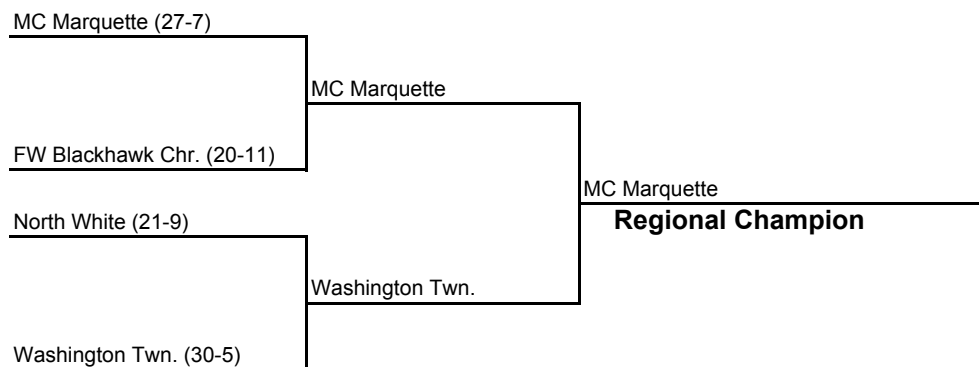 MC Marquette (27-7)
MC Marquette
FW Blackhawk Chr. (20-11)
MC Marquette
Regional Champion
North White (21-9)
Washington Twn.
Washington Twn. (30-5)